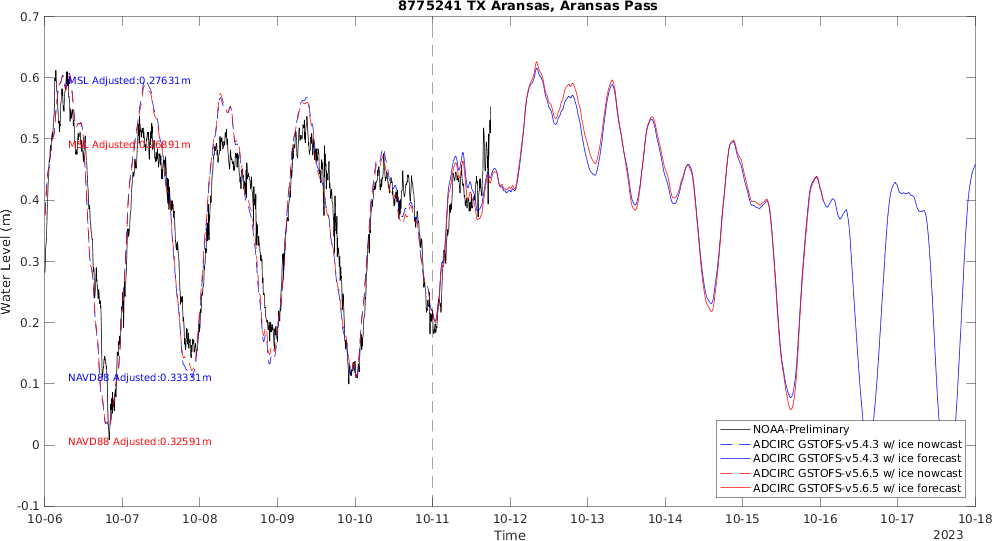 8775241 TX Aransas, Aransas Pass
0.7
0.6
0.5
0.4
0.3
0.2
0.1
0
-0.1
Water Level (m)
MSL Adjusted:0.27631m
MSL Adjusted:0.26891m
NAVD88 Adjusted:0.33331m
NAVD88 Adjusted:0.32591m
NOAA-Preliminary
ADCIRC GSTOFS-v5.4.3 w/ ice nowcast
ADCIRC GSTOFS-v5.4.3 w/ ice forecast
ADCIRC GSTOFS-v5.6.5 w/ ice nowcast
ADCIRC GSTOFS-v5.6.5 w/ ice forecast
10-06 10-07 10-08 10-09 10-10 10-11 10-12 10-13 10-14 10-15 10-16 10-17 10-18
Time
2023